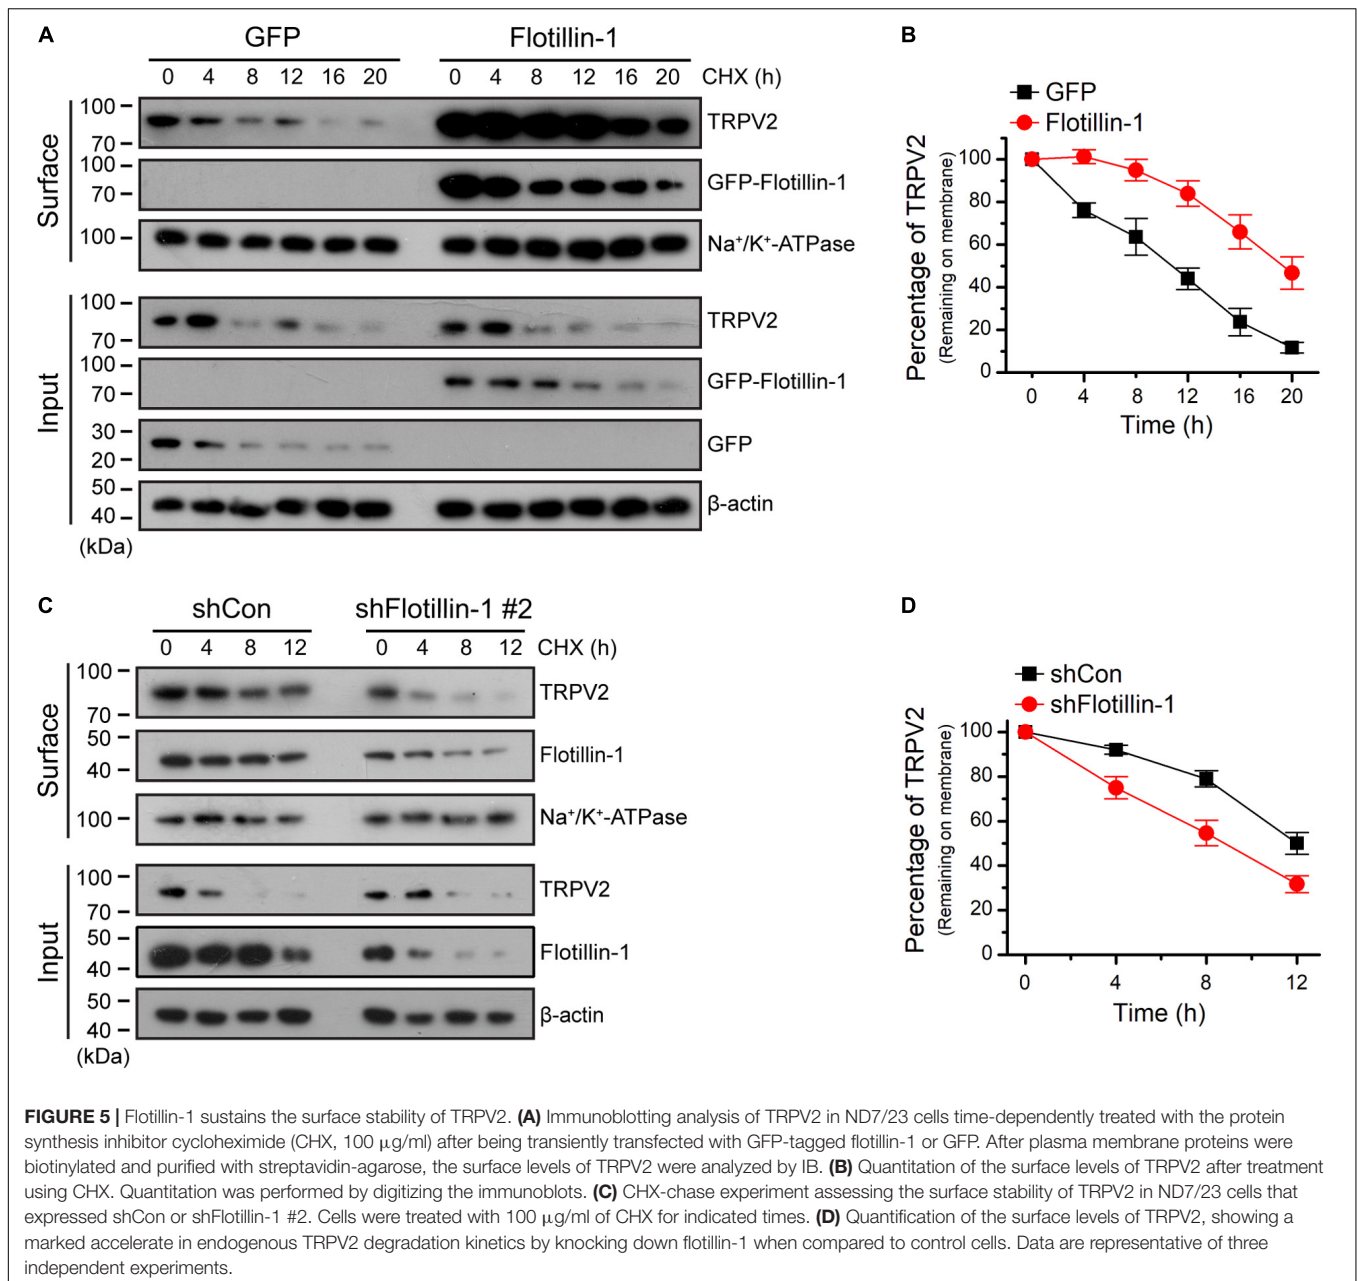 A
GFP Flotillin-1
0 4 8 12 16 20 0 4 8 12 16 20 CHX (h)
Surface
100
70
TRPV2
100
70
GFP-Flotillin-1
100
Na⁺/K⁺-ATPase
Input
100
70
TRPV2
100
70
GFP-Flotillin-1
30
20
GFP
50
40
β-actin
(kDa)
B
GFP
Flotillin-1
Percentage of TRPV2
(Remaining on membrane)
100
80
60
40
20
0
0 4 8 12 16 20
Time (h)
C
shCon shFlotillin-1 #2
0 4 8 12 0 4 8 12 CHX (h)
Surface
100
70
TRPV2
50
40
Flotillin-1
100
Na⁺/K⁺-ATPase
Input
100
70
TRPV2
50
40
Flotillin-1
50
40
β-actin
(kDa)
D
shCon
shFlotillin-1
Percentage of TRPV2
(Remaining on membrane)
100
80
60
40
20
0
0 4 8 12
Time (h)
FIGURE 5 | Flotillin-1 sustains the surface stability of TRPV2. (A) Immunoblotting analysis of TRPV2 in ND7/23 cells time-dependently treated with the protein
synthesis inhibitor cycloheximide (CHX, 100 μg/ml) after being transiently transfected with GFP-tagged flotillin-1 or GFP. After plasma membrane proteins were
biotinylated and purified with streptavidin-agarose, the surface levels of TRPV2 were analyzed by IB. (B) Quantitation of the surface levels of TRPV2 after treatment
using CHX. Quantitation was performed by digitizing the immunoblots. (C) CHX-chase experiment assessing the surface stability of TRPV2 in ND7/23 cells that
expressed shCon or shFlotillin-1 #2. Cells were treated with 100 μg/ml of CHX for indicated times. (D) Quantification of the surface levels of TRPV2, showing a
marked accelerate in endogenous TRPV2 degradation kinetics by knocking down flotillin-1 when compared to control cells. Data are representative of three
independent experiments.